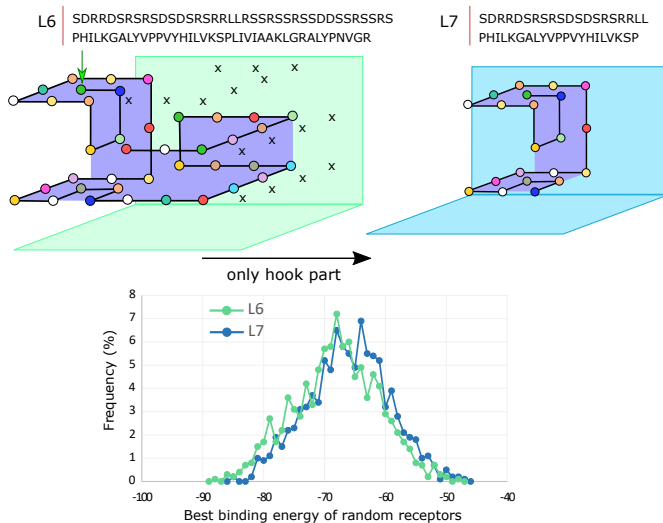 L6 SDRRDSRSRSDSDSRSRRLLRSSRSSRSSDDSSRSSRS
PHILKGALYVPPVYHILVKSPLIVIAAKLGRALYPNVGR
L7 SDRRDSRSRSDSDSRSRRLL
PHILKGALYVPPVYHILVKSP
x x x x
x x x x x
x x
x x
x x
x
x
only hook part
L6
L7
Frequency (%)
8
7
6
5
4
3
2
1
0
-100 -90 -80 -70 -60 -50 -40
Best binding energy of random receptors